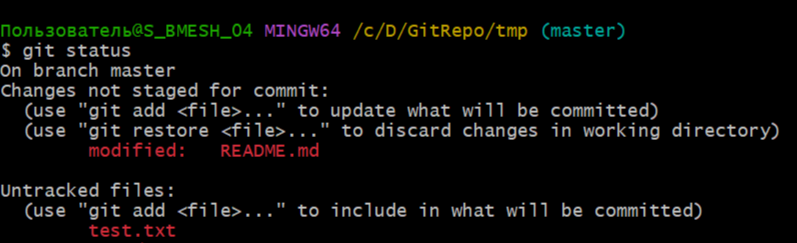 Пользователь@S_BMESH_04 MINGW64 /c/D/GitRepo/tmp (master)
$ git status
On branch master
Changes not staged for commit:
  (use "git add <file>..." to update what will be committed)
  (use "git restore <file>..." to discard changes in working directory)
        modified:   README.md

Untracked files:
  (use "git add <file>..." to include in what will be committed)
        test.txt